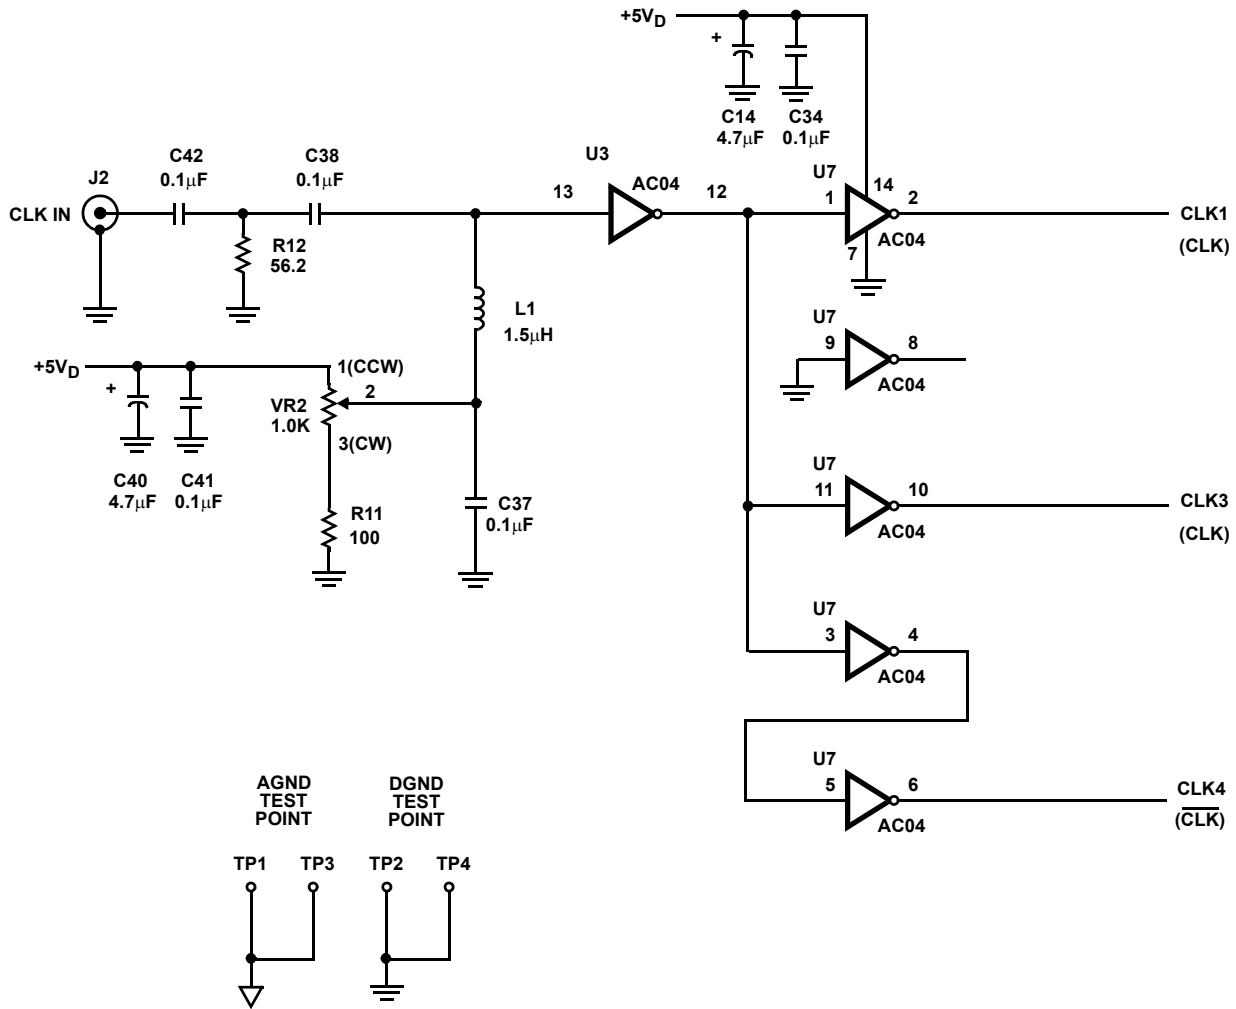 +5VD
+
C14
4.7μF
C34
0.1μF
C42
0.1μF
C38
0.1μF
J2
CLK IN
R12
56.2
U3
13
AC04
12
U7
14
1
2
AC04
7
CLK1
(CLK)
L1
1.5μH
U7
9
8
AC04
+5VD
+
1(CCW)
2
VR2
1.0K
3(CW)
C40
4.7μF
C41
0.1μF
R11
100
C37
0.1μF
U7
11
10
AC04
CLK3
(CLK)
U7
3
4
AC04
U7
5
6
AC04
CLK4
(C̅L̅K̅)
AGND
TEST
POINT
DGND
TEST
POINT
TP1
TP3
TP2
TP4